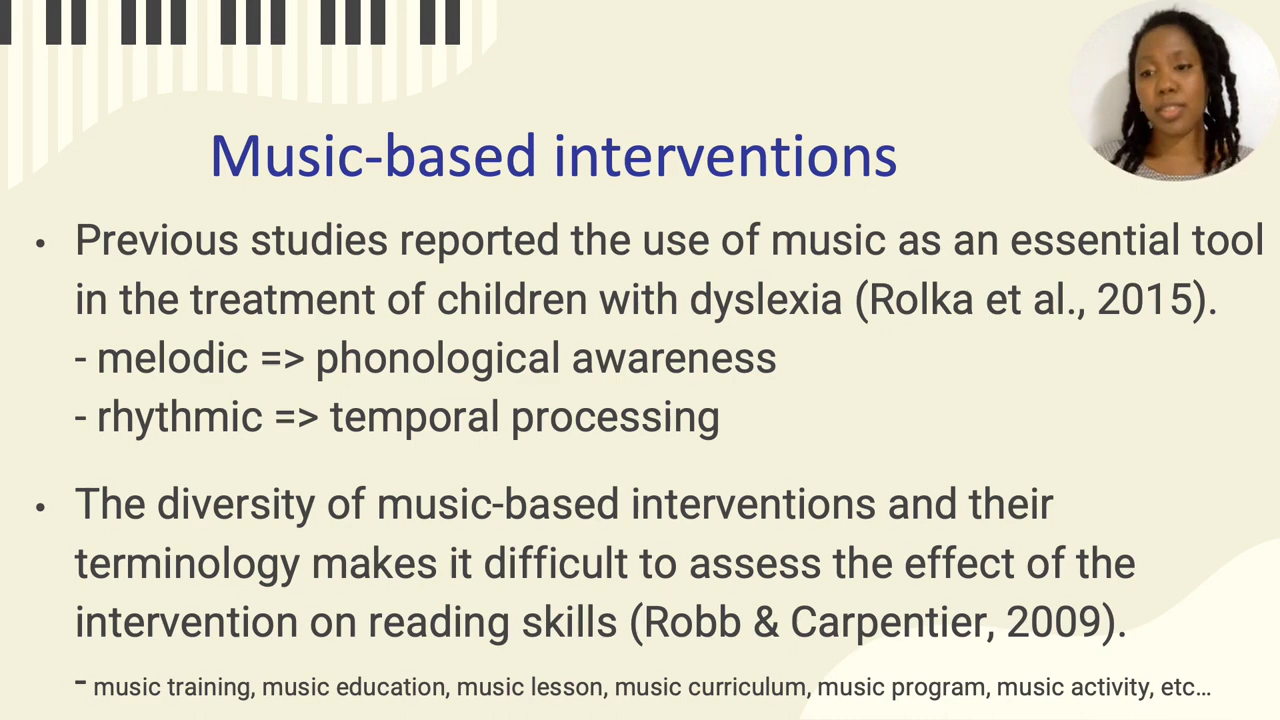 Music-based interventions
• Previous studies reported the use of music as an essential tool
in the treatment of children with dyslexia (Rolka et al., 2015).
- melodic => phonological awareness
- rhythmic => temporal processing
• The diversity of music-based interventions and their
terminology makes it difficult to assess the effect of the
intervention on reading skills (Robb & Carpentier, 2009).
- music training, music education, music lesson, music curriculum, music program, music activity, etc...